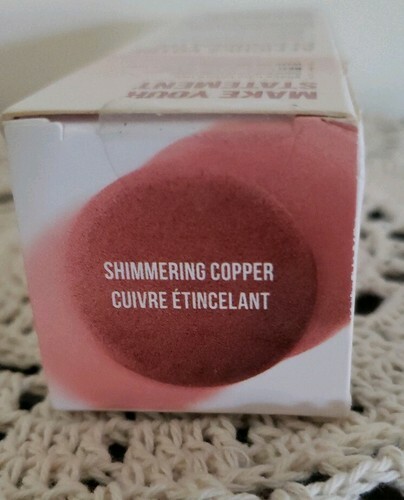 MAKE YOUR
STATEMENT
SHIMMERING COPPER
CUIVRE ÉTINCELANT